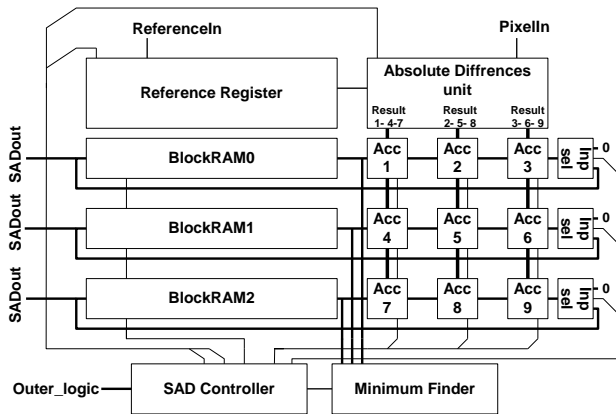 ReferenceIn
PixelIn
Reference Register
Absolute Diffrences
unit
Result
1- 4-7
Result
2- 5- 8
Result
3- 6- 9
SADout
BlockRAM0
Acc
1
Acc
2
Acc
3
Inp
sel
0
SADout
BlockRAM1
Acc
4
Acc
5
Acc
6
Inp
sel
0
SADout
BlockRAM2
Acc
7
Acc
8
Acc
9
Inp
sel
0
Outer_logic
SAD Controller
Minimum Finder